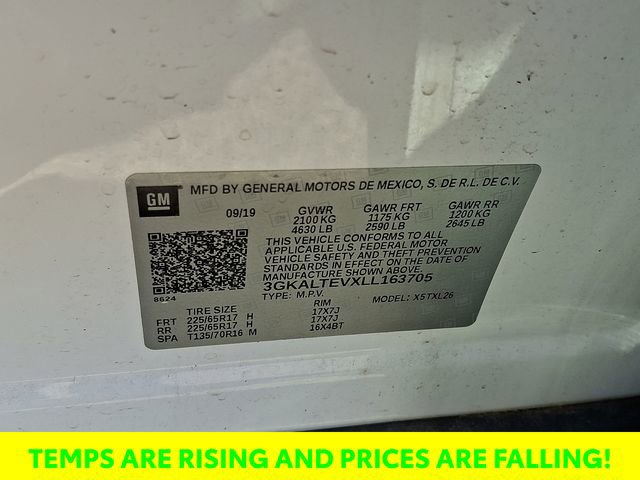 GM
MFD BY GENERAL MOTORS DE MEXICO, S. DE R.L. DE C.V.
09/19 GVWR GAWR FRT GAWR RR
2100 KG 1175 KG 1200 KG
4630 LB 2590 LB 2645 LB
THIS VEHICLE CONFORMS TO ALL
APPLICABLE U.S. FEDERAL MOTOR
VEHICLE SAFETY AND THEFT PREVENTION
STANDARDS IN EFFECT ON THE DATE OF
MANUFACTURE SHOWN ABOVE.
3GKALTEVXLL163705
8624
TYPE: M.P.V. MODEL: X5TXL26
TIRE SIZE RIM
FRT 225/65R17 H 17X7J
RR 225/65R17 H 17X7J
SPA T135/70R16 M 16X4BT
TEMPS ARE RISING AND PRICES ARE FALLING!